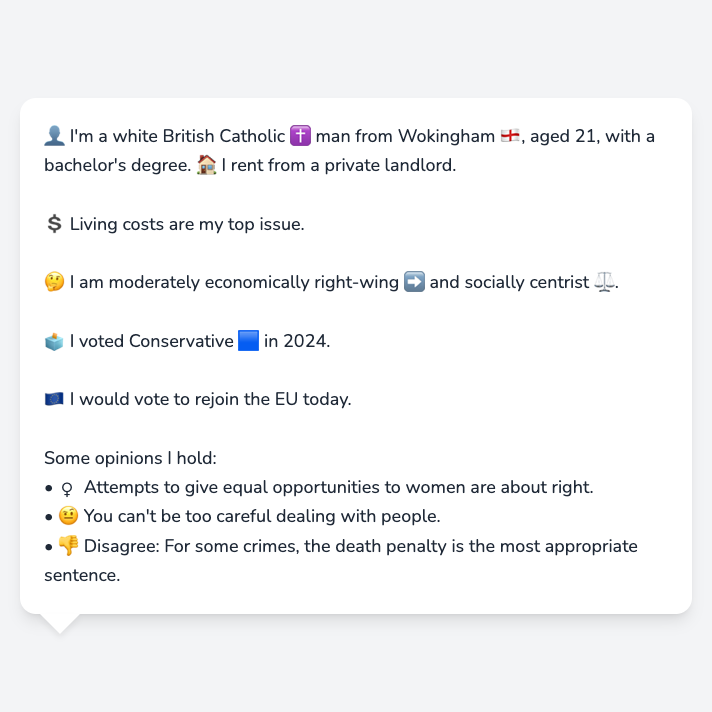 👤 I'm a white British Catholic ✝️ man from Wokingham 🏴󠁧󠁢󠁥󠁮󠁧󠁿, aged 21, with a
bachelor's degree. 🏠 I rent from a private landlord.
💲 Living costs are my top issue.
🤔 I am moderately economically right-wing ➡️ and socially centrist ⚖️.
🗳️ I voted Conservative 🟦 in 2024.
🇪🇺 I would vote to rejoin the EU today.
Some opinions I hold:
• ♀️ Attempts to give equal opportunities to women are about right.
• 🤨 You can't be too careful dealing with people.
• 👎 Disagree: For some crimes, the death penalty is the most appropriate
sentence.